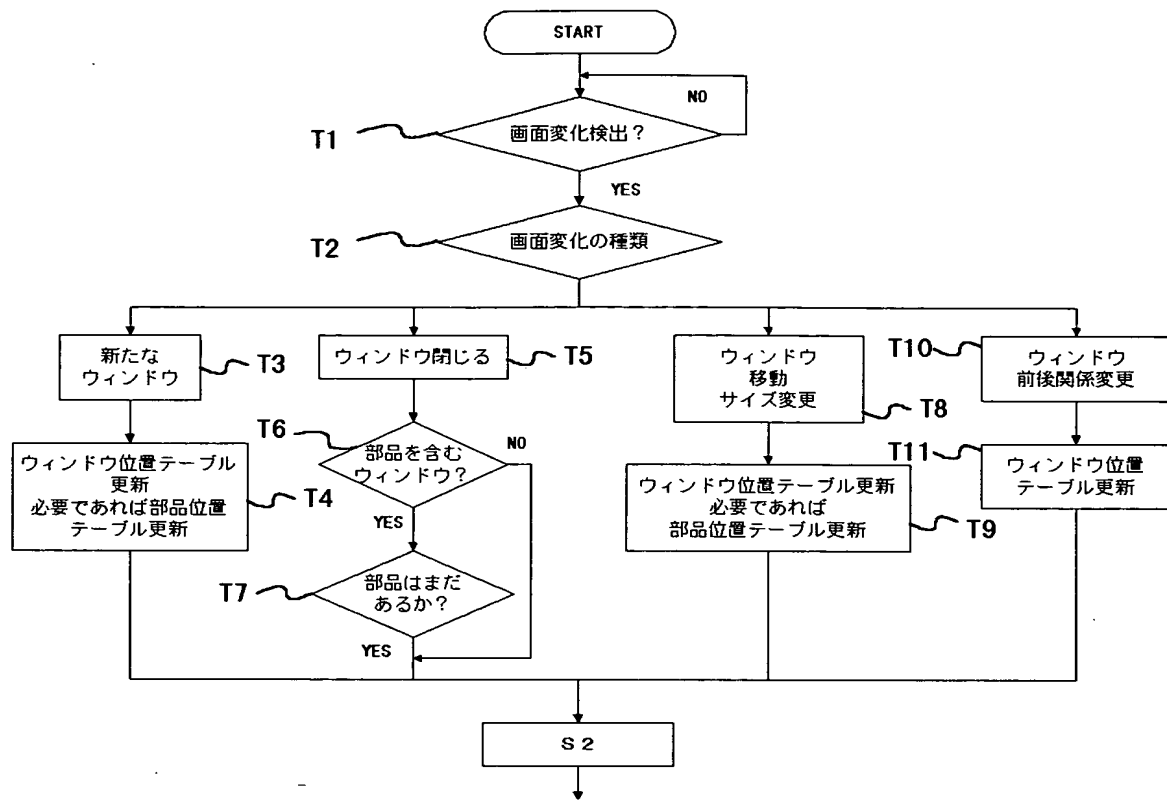 START
NO
T1
画面変化検出？
YES
T2
画面変化の種類
新たな
ウィンドウ
T3
ウィンドウ位置テーブル
更新
必要であれば部品位置
テーブル更新
T4
ウィンドウ閉じる
T5
T6
部品を含む
ウィンドウ？
NO
YES
T7
部品はまだ
あるか？
YES
ウィンドウ
移動
サイズ変更
T8
ウィンドウ位置テーブル更新
必要であれば
部品位置テーブル更新
T9
T10
ウィンドウ
前後関係変更
T11
ウィンドウ位置
テーブル更新
S2